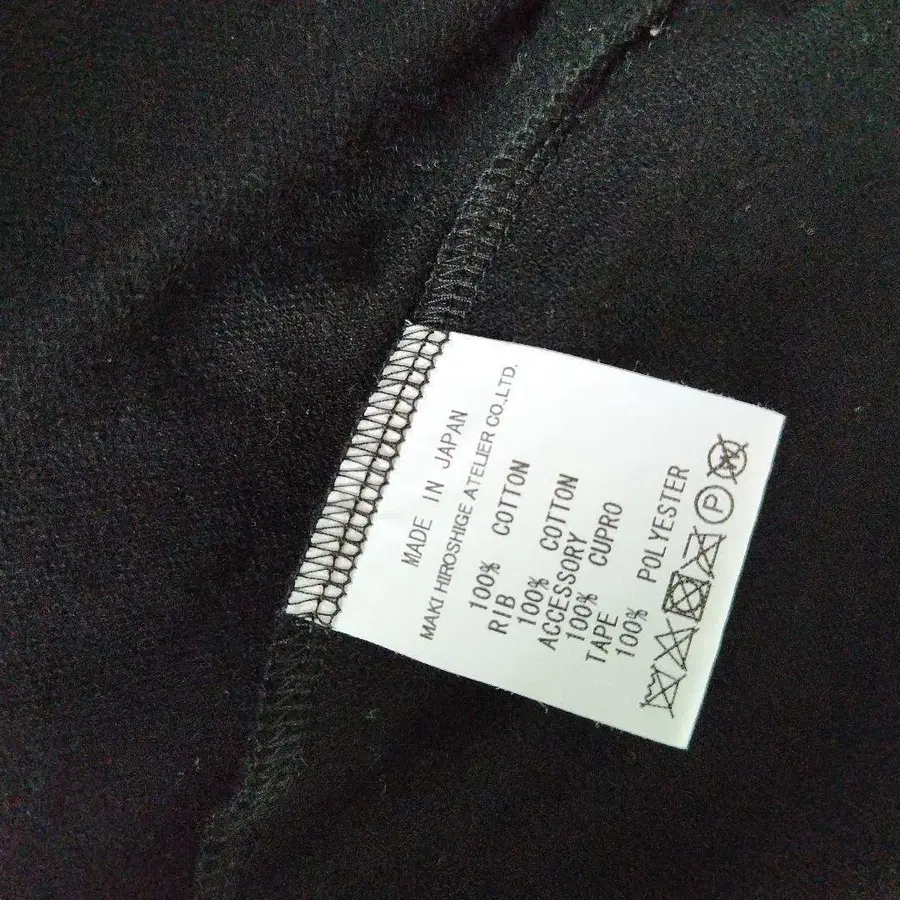 MADE IN JAPAN
MAKI HIROSHIGE ATELIER CO.,LTD.
100% COTTON
RIB
100% COTTON
ACCESSORY
100% CUPRO
TAPE
100% POLYESTER
P